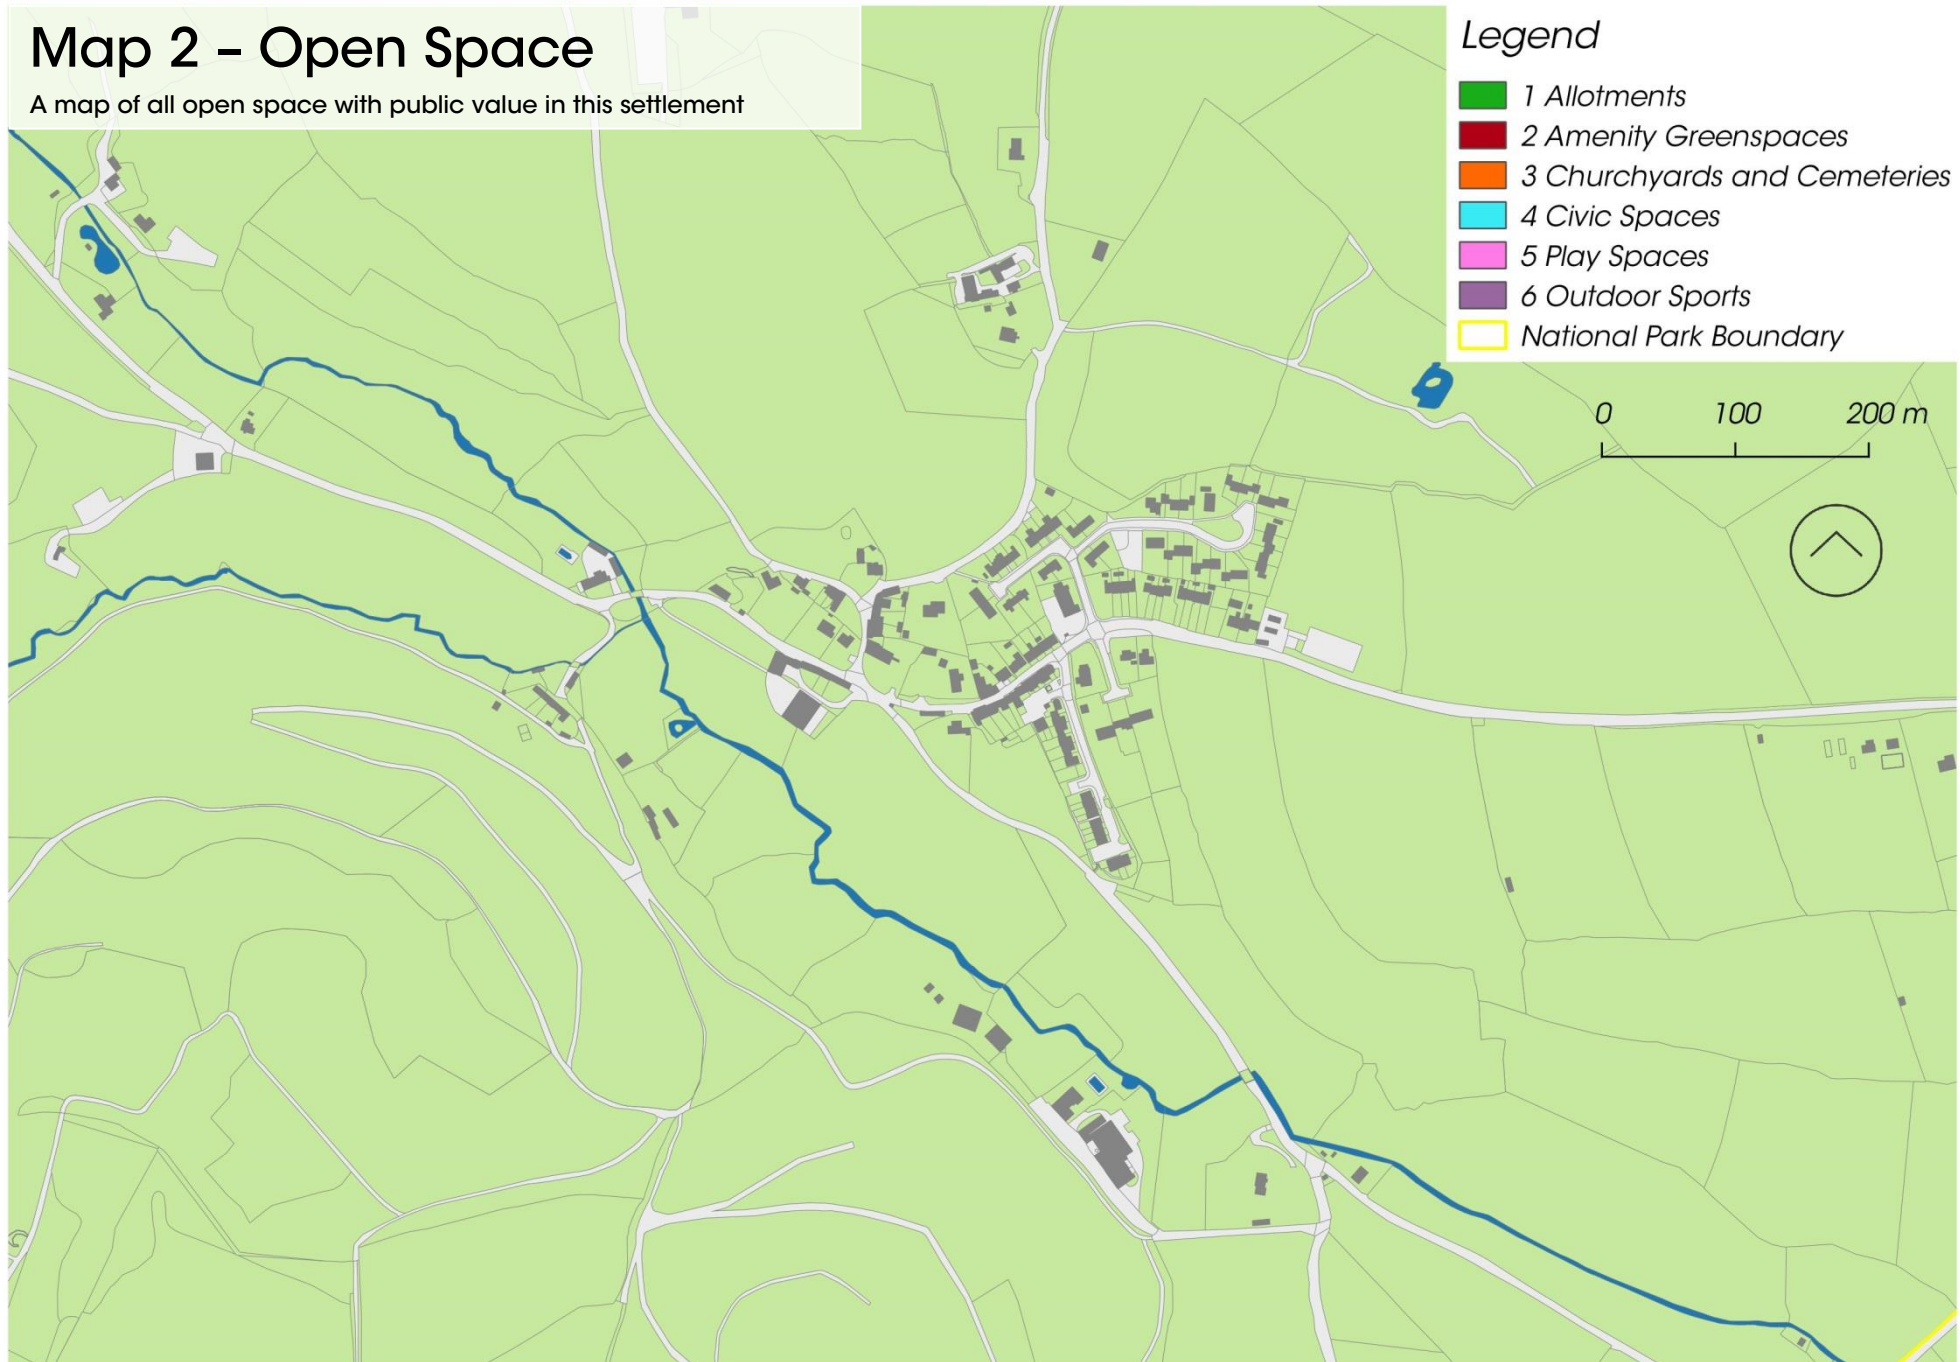 Map 2 – Open Space
A map of all open space with public value in this settlement
Legend
1 Allotments
2 Amenity Greenspaces
3 Churchyards and Cemeteries
4 Civic Spaces
5 Play Spaces
6 Outdoor Sports
National Park Boundary
0 100 200 m